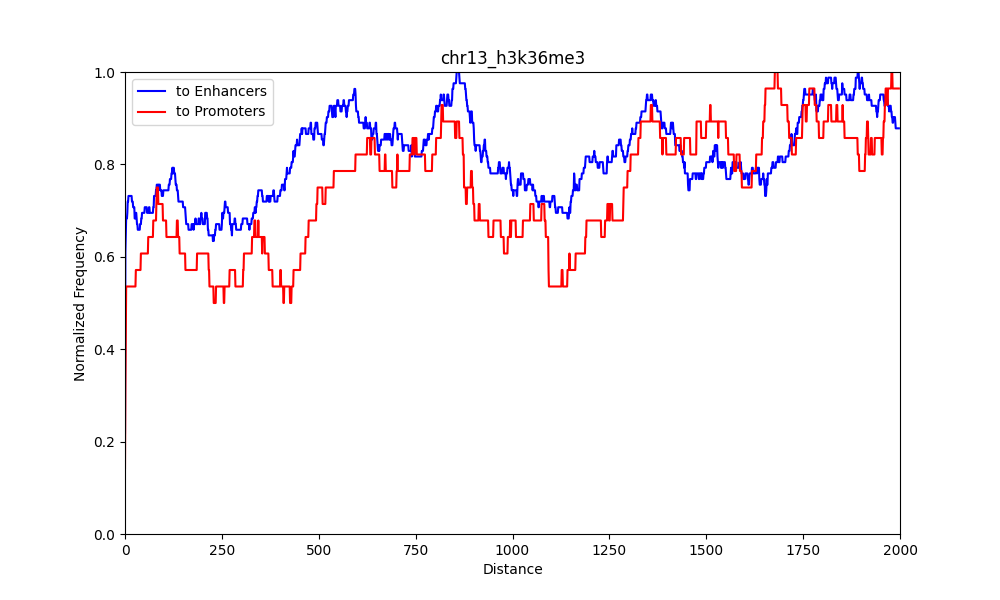 chr13_h3k36me3
to Enhancers
to Promoters
Normalized Frequency
1.0
0.8
0.6
0.4
0.2
0.0
0 250 500 750 1000 1250 1500 1750 2000
Distance